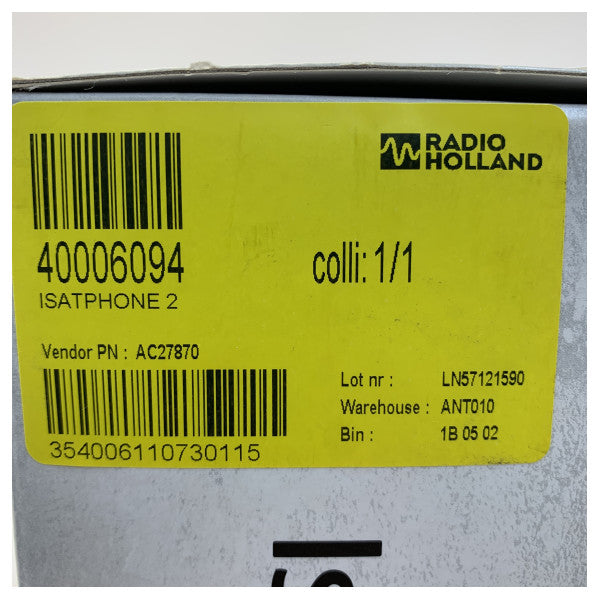 RADIO
HOLLAND
40006094
colli: 1/1
ISATPHONE 2
Vendor PN : AC27870
354006110730115
Lot nr : LN57121590
Warehouse : ANT010
Bin : 1B 05 02